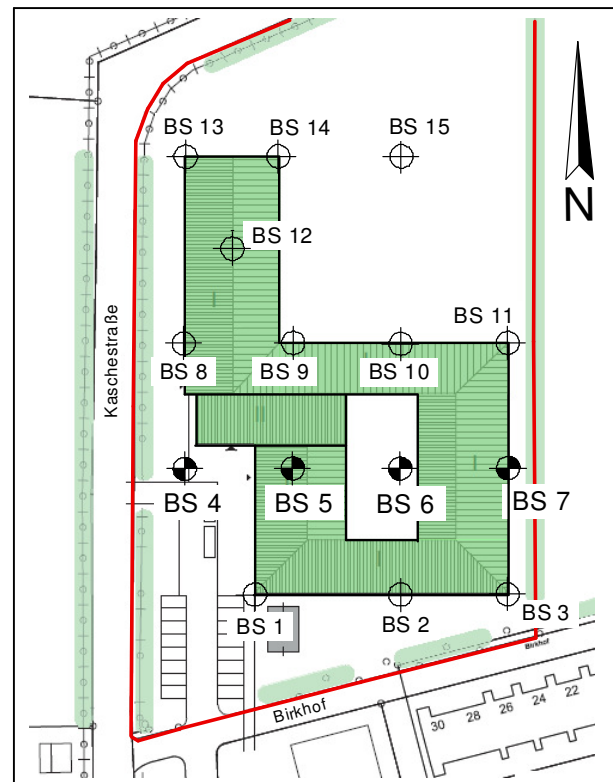 BS 13
BS 14
BS 15
N
BS 12
BS 11
BS 8
BS 9
BS 10
Kaschestraße
BS 4
BS 5
BS 6
BS 7
BS 1
BS 2
BS 3
Birkhof
Birkhof
30 28 26 24 22